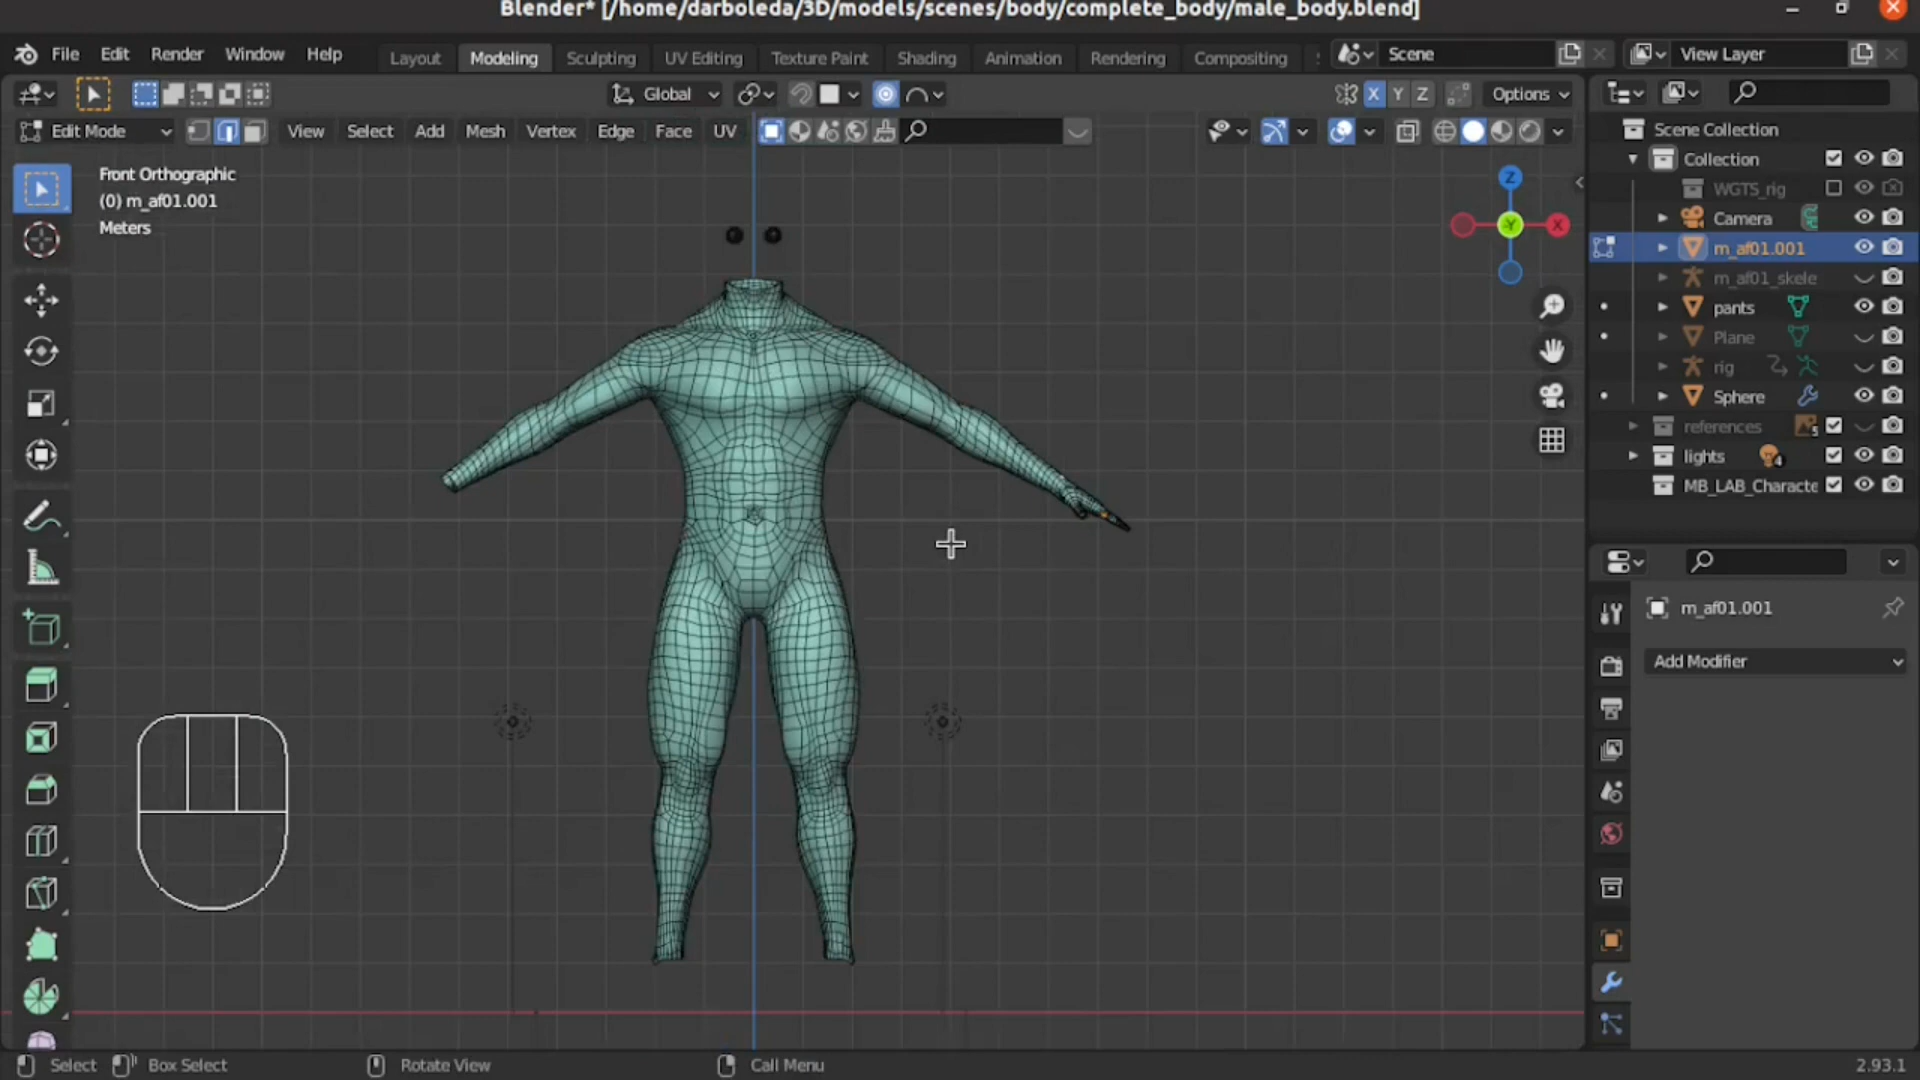 Blender* [/home/darboleda/3D/models/scenes/body/complete_body/male_body.blend]
File Edit Render Window Help Layout Modeling Sculpting UV Editing Texture Paint Shading Animation Rendering Compositing Scene View Layer
Global X Y Z Options
Edit Mode View Select Add Mesh Vertex Edge Face UV
Front Orthographic
(0) m_af01.001
Meters
Z
Y
X
Scene Collection
Collection
WGTS_rig
Camera
m_af01.001
m_af01_skele
pants
Plane
rig
Sphere
references 5
lights 4
MB_LAB_Characte
m_af01.001
Add Modifier
Select Box Select Rotate View Call Menu 2.93.1